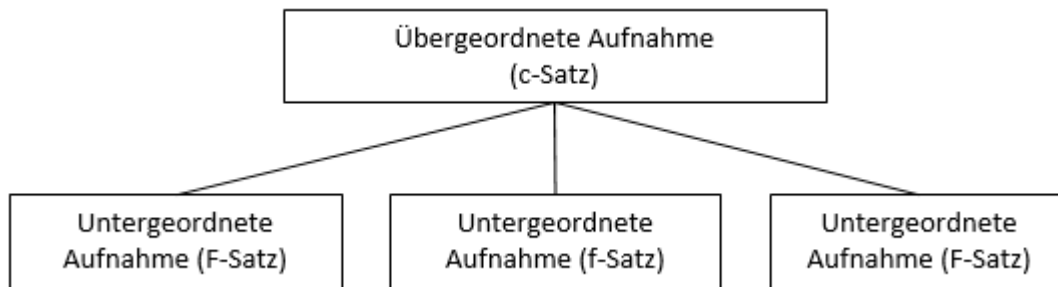 Übergeordnete Aufnahme
(c-Satz)
Untergeordnete
Aufnahme (F-Satz)
Untergeordnete
Aufnahme (f-Satz)
Untergeordnete
Aufnahme (F-Satz)